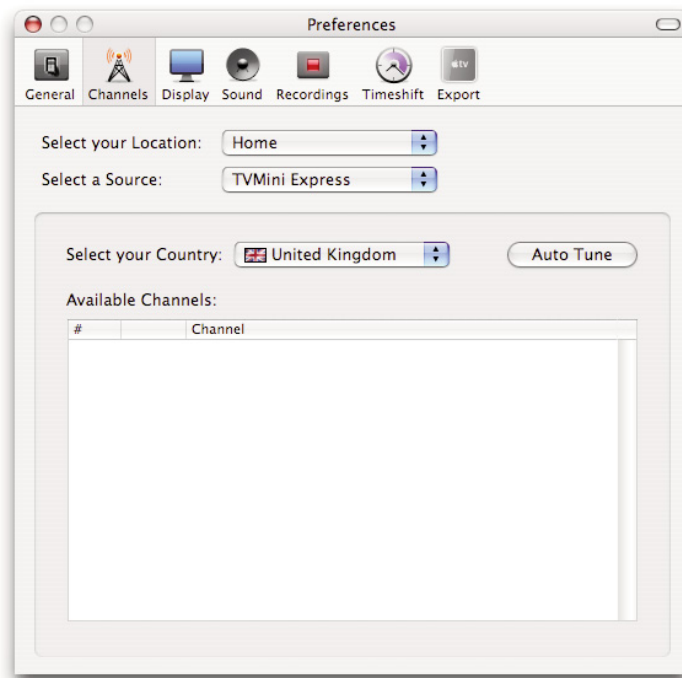 Preferences
General Channels Display Sound Recordings Timeshift Export
tv
Select your Location: Home
Select a Source: TVMini Express
Select your Country: United Kingdom Auto Tune
Available Channels:
# Channel